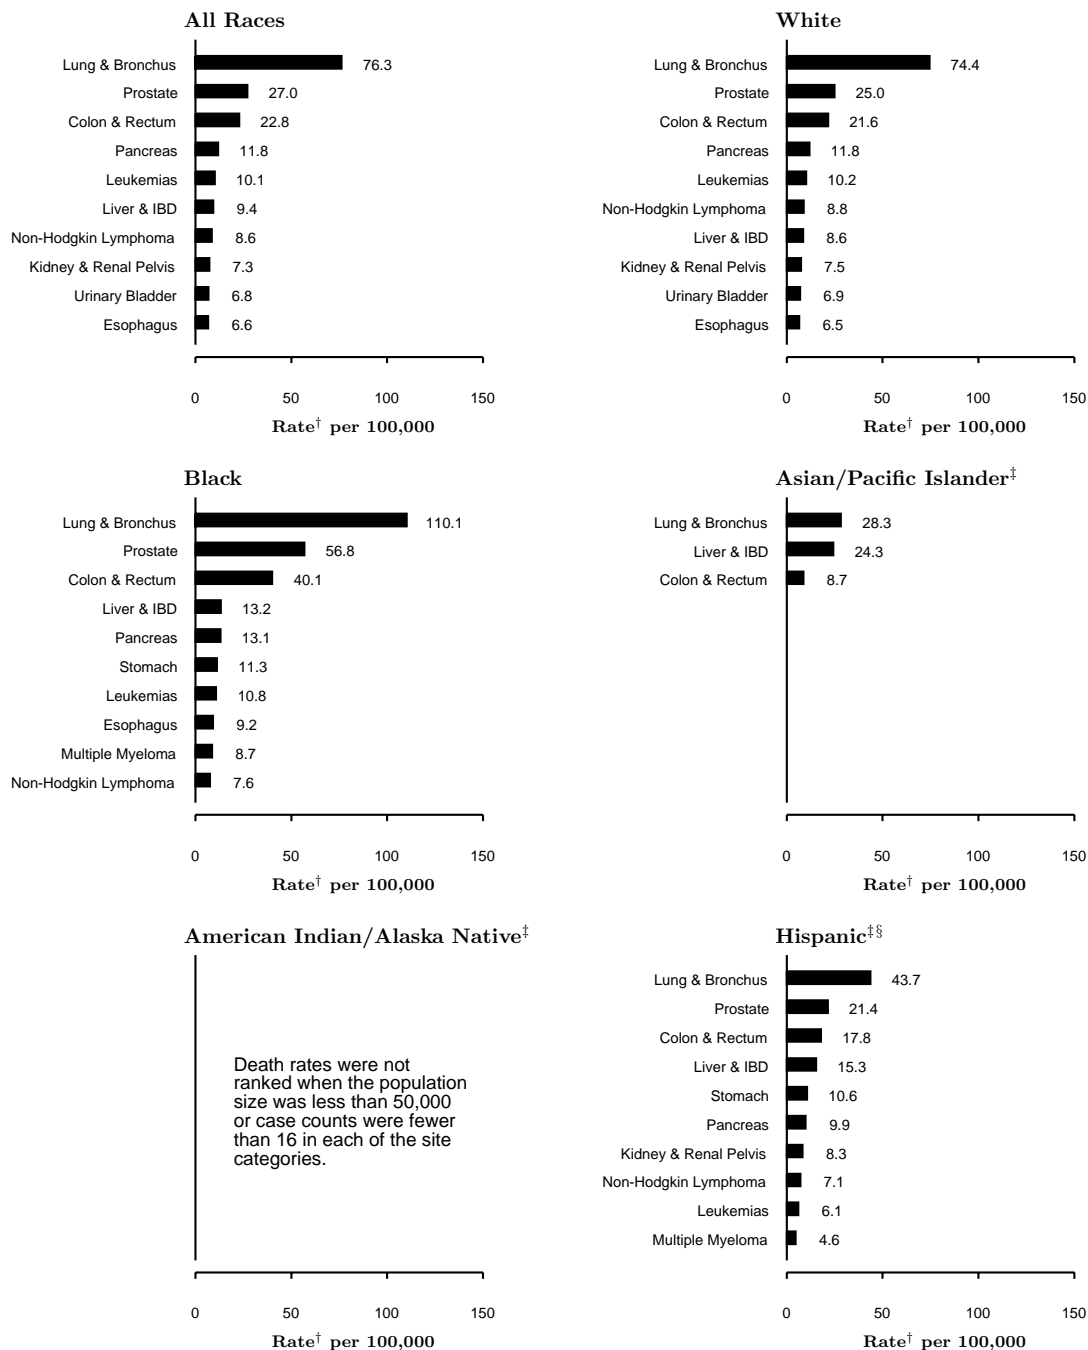 All Races
Lung & Bronchus 76.3
Prostate 27.0
Colon & Rectum 22.8
Pancreas 11.8
Leukemias 10.1
Liver & IBD 9.4
Non-Hodgkin Lymphoma 8.6
Kidney & Renal Pelvis 7.3
Urinary Bladder 6.8
Esophagus 6.6
0 50 100 150
Rate† per 100,000
White
Lung & Bronchus 74.4
Prostate 25.0
Colon & Rectum 21.6
Pancreas 11.8
Leukemias 10.2
Non-Hodgkin Lymphoma 8.8
Liver & IBD 8.6
Kidney & Renal Pelvis 7.5
Urinary Bladder 6.9
Esophagus 6.5
0 50 100 150
Rate† per 100,000
Black
Lung & Bronchus 110.1
Prostate 56.8
Colon & Rectum 40.1
Liver & IBD 13.2
Pancreas 13.1
Stomach 11.3
Leukemias 10.8
Esophagus 9.2
Multiple Myeloma 8.7
Non-Hodgkin Lymphoma 7.6
0 50 100 150
Rate† per 100,000
Asian/Pacific Islander‡
Lung & Bronchus 28.3
Liver & IBD 24.3
Colon & Rectum 8.7
0 50 100 150
Rate† per 100,000
American Indian/Alaska Native‡
Death rates were not
ranked when the population
size was less than 50,000
or case counts were fewer
than 16 in each of the site
categories.
0 50 100 150
Rate† per 100,000
Hispanic‡§
Lung & Bronchus 43.7
Prostate 21.4
Colon & Rectum 17.8
Liver & IBD 15.3
Stomach 10.6
Pancreas 9.9
Kidney & Renal Pelvis 8.3
Non-Hodgkin Lymphoma 7.1
Leukemias 6.1
Multiple Myeloma 4.6
0 50 100 150
Rate† per 100,000